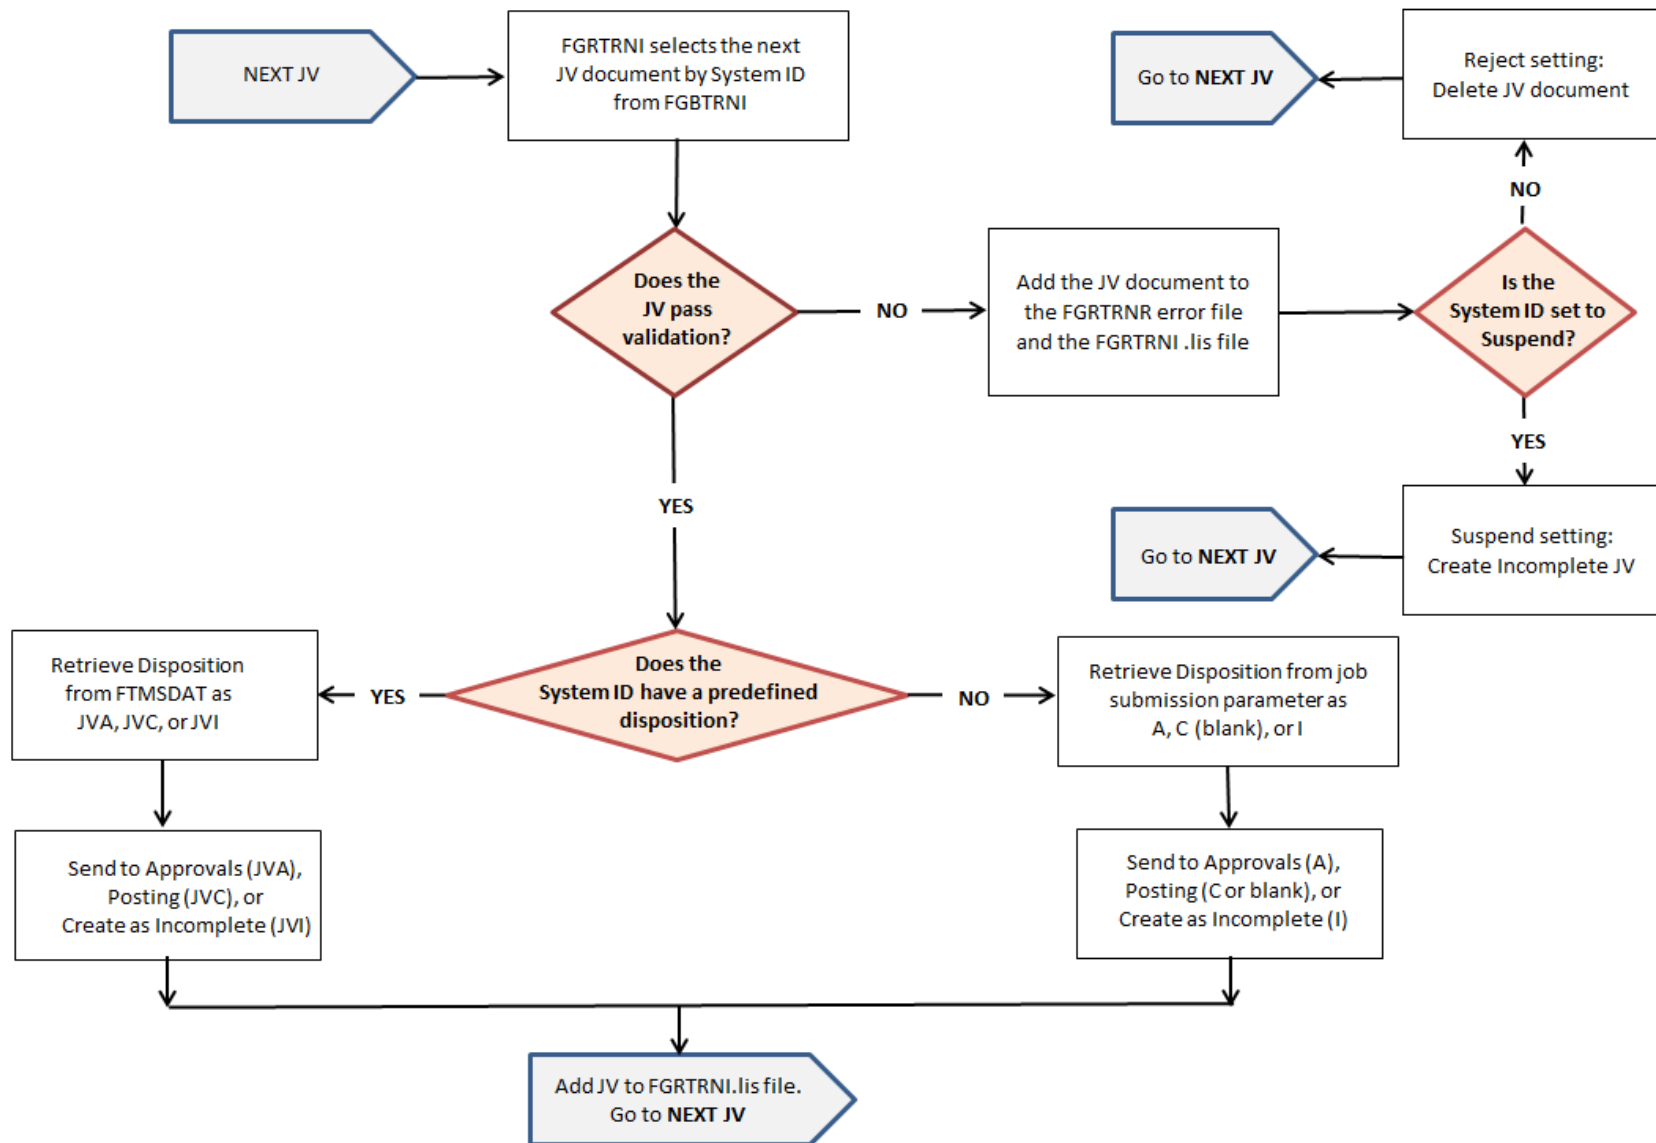 NEXT JV
FGRTRNI selects the next
JV document by System ID
from FGBTRNI
Go to NEXT JV
Reject setting:
Delete JV document
NO
Does the
JV pass
validation?
NO
Add the JV document to
the FGRTRNR error file
and the FGRTRNI .lis file
Is the
System ID set to
Suspend?
YES
YES
Go to NEXT JV
Suspend setting:
Create Incomplete JV
Retrieve Disposition
from FTMSDAT as
JVA, JVC, or JVI
YES
Does the
System ID have a predefined
disposition?
NO
Retrieve Disposition from job
submission parameter as
A, C (blank), or I
Send to Approvals (JVA),
Posting (JVC), or
Create as Incomplete (JVI)
Send to Approvals (A),
Posting (C or blank), or
Create as Incomplete (I)
Add JV to FGRTRNI.lis file.
Go to NEXT JV